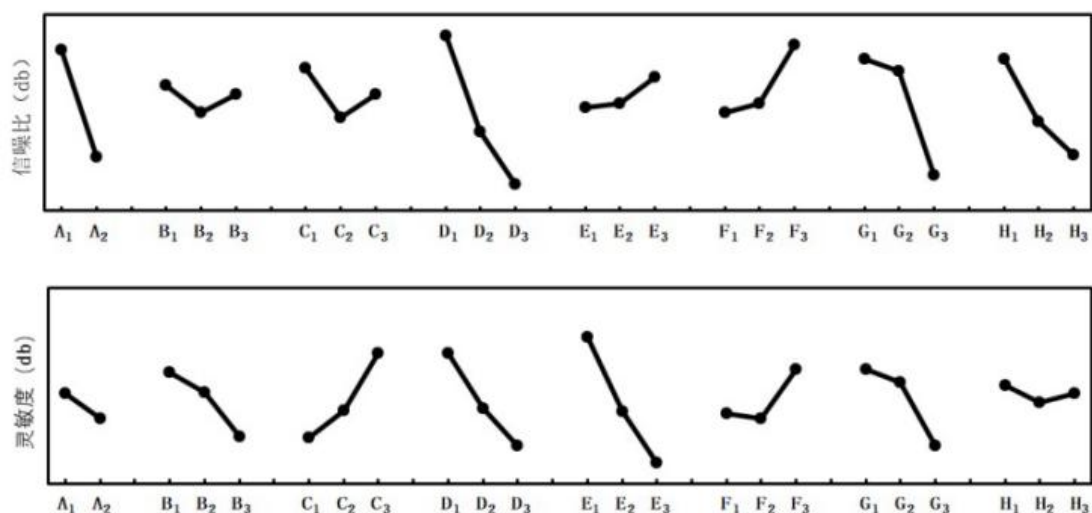 信噪比（db）
A₁ A₂ B₁ B₂ B₃ C₁ C₂ C₃ D₁ D₂ D₃ E₁ E₂ E₃ F₁ F₂ F₃ G₁ G₂ G₃ H₁ H₂ H₃
灵敏度 (db)
A₁ A₂ B₁ B₂ B₃ C₁ C₂ C₃ D₁ D₂ D₃ E₁ E₂ E₃ F₁ F₂ F₃ G₁ G₂ G₃ H₁ H₂ H₃